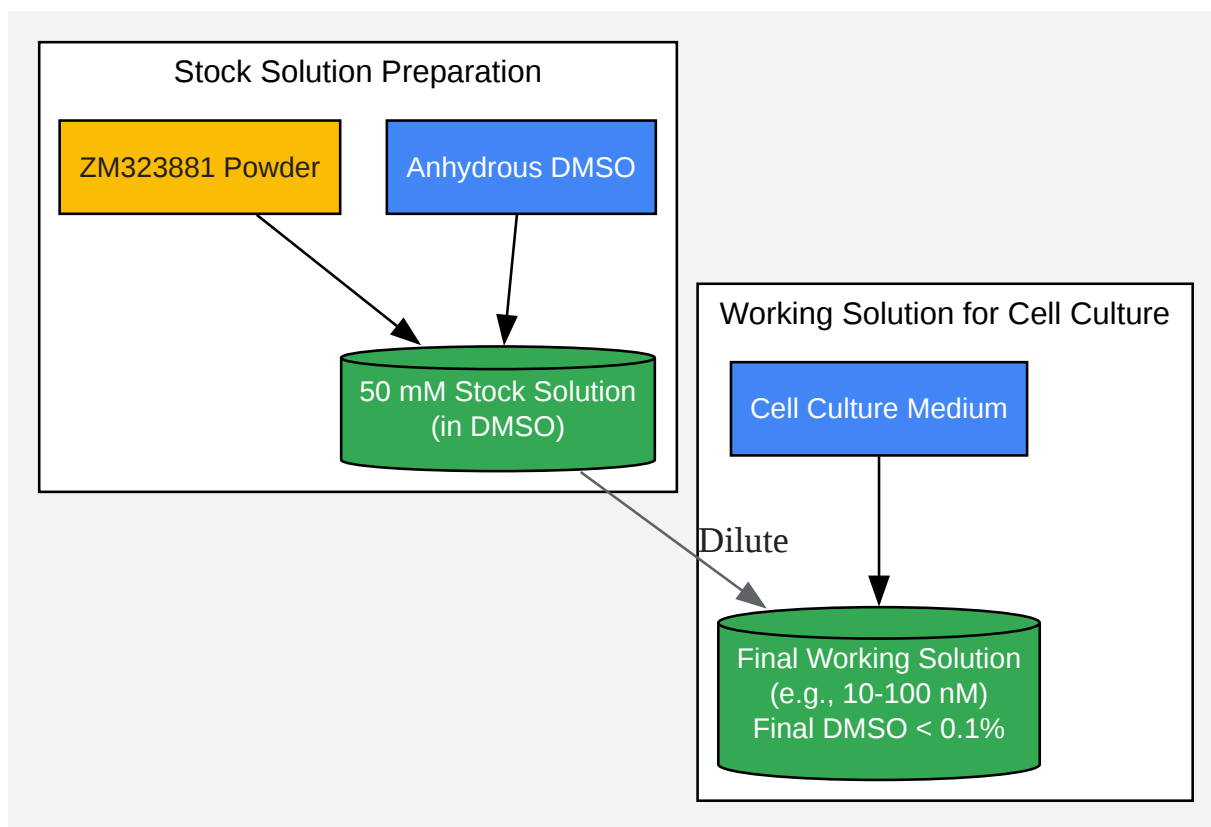 Stock Solution Preparation
ZM323881 Powder
Anhydrous DMSO
50 mM Stock Solution
(in DMSO)
Working Solution for Cell Culture
Cell Culture Medium
Dilute
Final Working Solution
(e.g., 10-100 nM)
Final DMSO < 0.1%